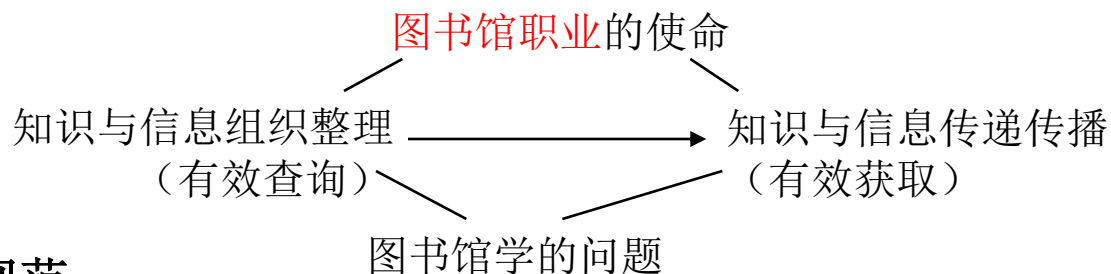 图书馆职业的使命
知识与信息组织整理
知识与信息传递传播
（有效查询）
（有效获取）
图书馆学的问题